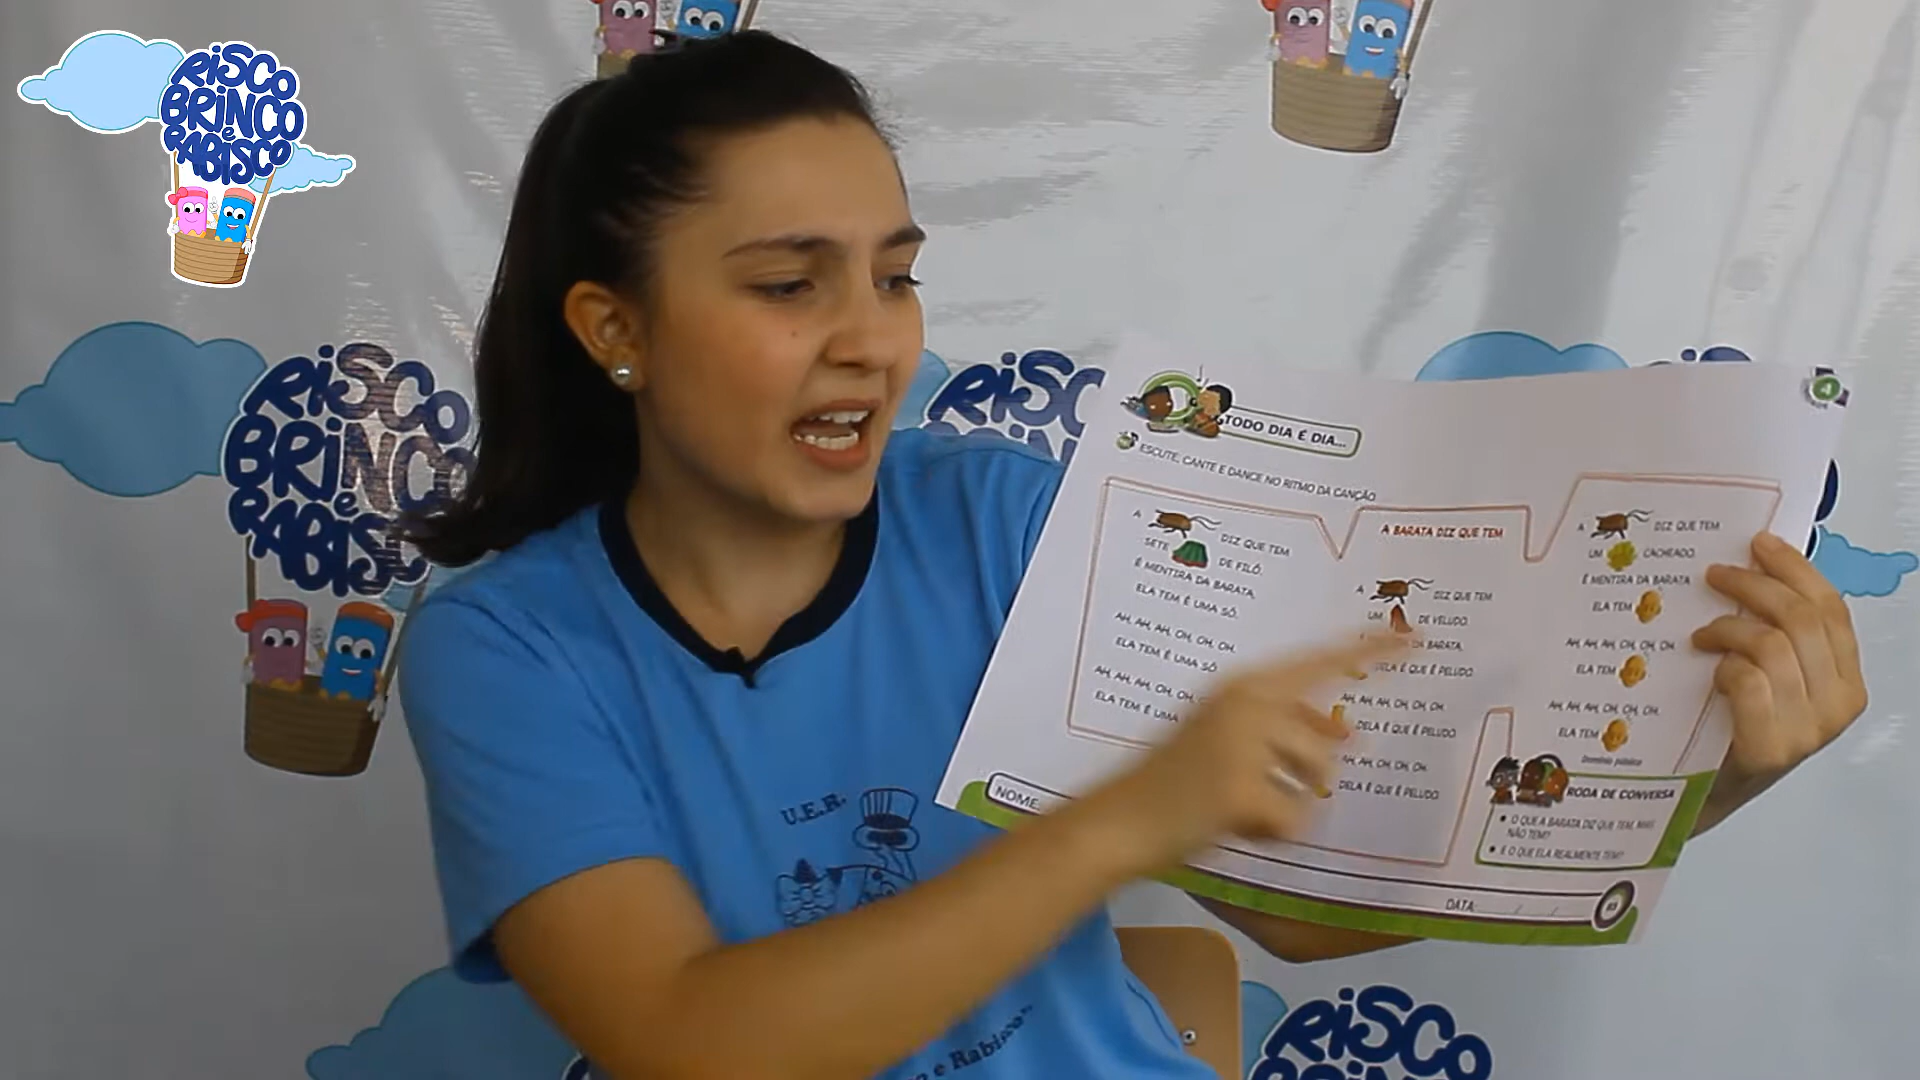 RISCO
BRINCO
e
RABISCO
RISCO
BRINCO
e
RABISCO
RISCO
TODO DIA É DIA...
ESCUTE, CANTE E DANCE NO RITMO DA CANÇÃO.
A DIZ QUE TEM
SETE DE FILÓ.
É MENTIRA DA BARATA,
ELA TEM É UMA SÓ.
AH, AH, AH, OH, OH, OH,
ELA TEM É UMA SÓ.
AH, AH, AH, OH, OH,
ELA TEM É UMA
A BARATA DIZ QUE TEM
A DIZ QUE TEM
UM DE VELUDO.
DA BARATA,
DELA É QUE É PELUDO.
AH, AH, AH, OH, OH, OH,
DELA É QUE É PELUDO.
AH, AH, OH, OH, OH,
DELA É QUE É PELUDO.
A DIZ QUE TEM
UM CACHEADO.
É MENTIRA DA BARATA,
ELA TEM
AH, AH, AH, OH, OH, OH,
ELA TEM
AH, AH, AH, OH, OH, OH,
ELA TEM
Domínio público
RODA DE CONVERSA
• O QUE A BARATA DIZ QUE TEM, MAS
NÃO TEM?
• E O QUE ELA REALMENTE TEM?
NOME:
DATA: / /
U.E.R.
o e Rabisco"
RISCO